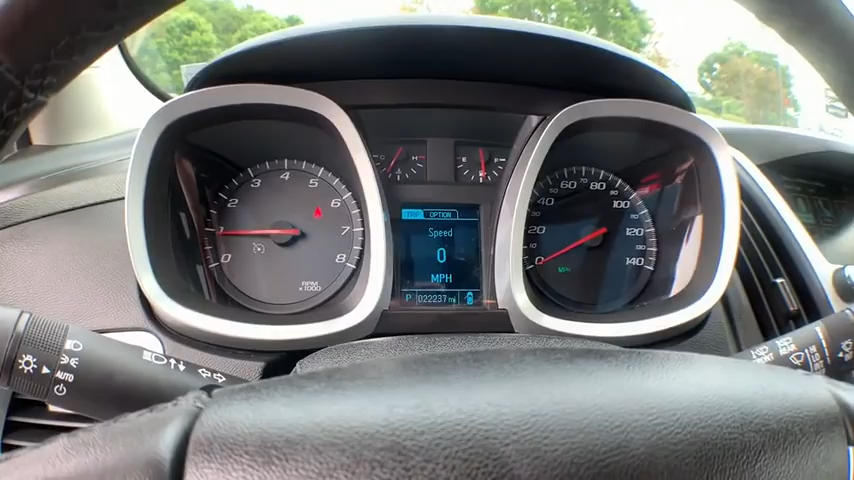 0 1 2 3 4 5 6 7 8
RPM
x1000
C H
E F
TRIP OPTION
Speed
0
MPH
P 022237 mi
0 20 40 60 80 100 120 140
MPH
AUTO